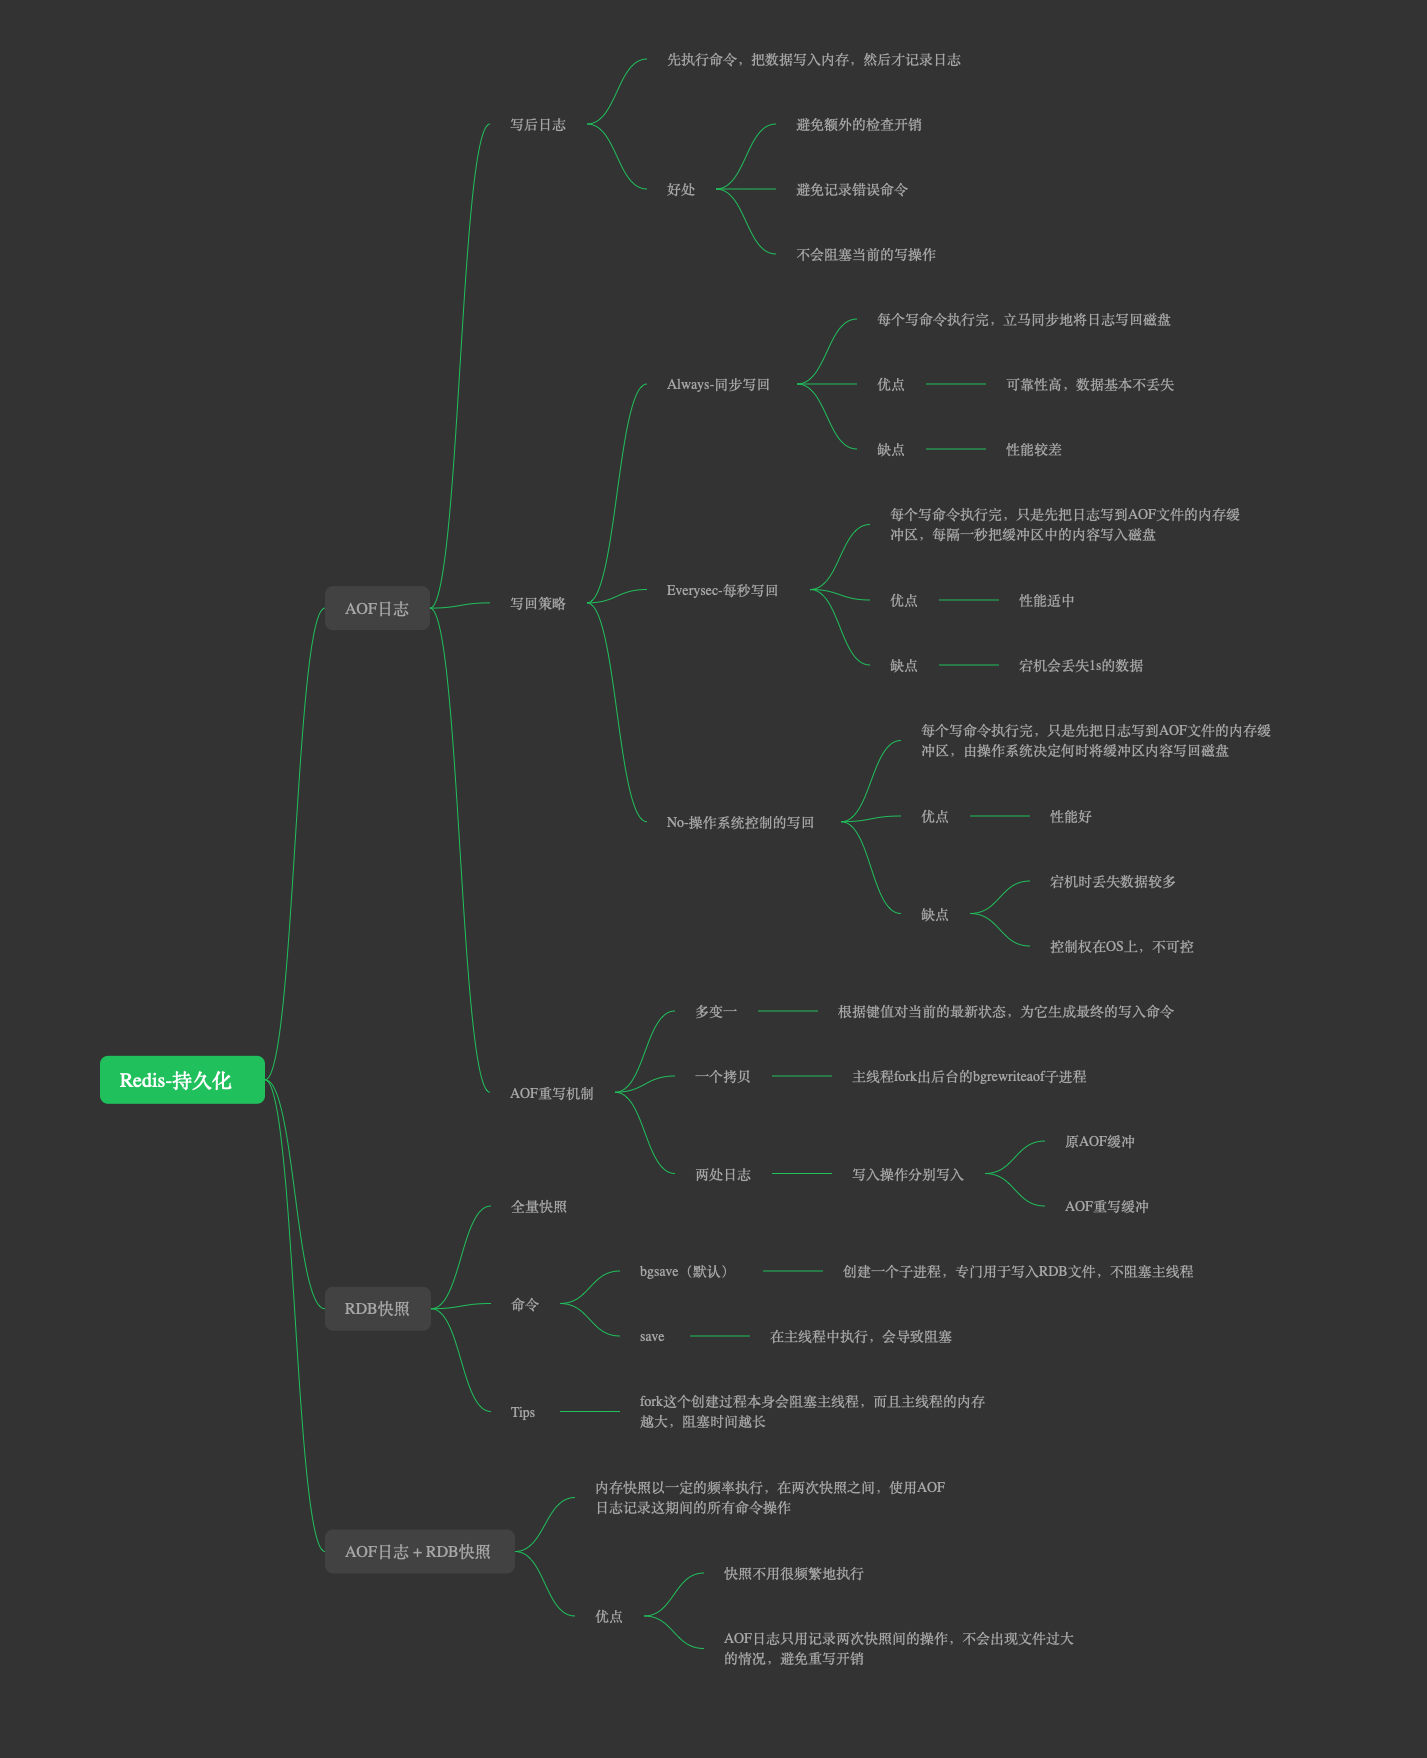 Redis-持久化
AOF日志
写后日志
先执行命令，把数据写入内存，然后才记录日志
好处
避免额外的检查开销
避免记录错误命令
不会阻塞当前的写操作
写回策略
Always-同步写回
每个写命令执行完，立马同步地将日志写回磁盘
优点
可靠性高，数据基本不丢失
缺点
性能较差
Everysec-每秒写回
每个写命令执行完，只是先把日志写到AOF文件的内存缓
冲区，每隔一秒把缓冲区中的内容写入磁盘
优点
性能适中
缺点
宕机会丢失1s的数据
No-操作系统控制的写回
每个写命令执行完，只是先把日志写到AOF文件的内存缓
冲区，由操作系统决定何时将缓冲区内容写回磁盘
优点
性能好
缺点
宕机时丢失数据较多
控制权在OS上，不可控
AOF重写机制
多变一
根据键值对当前的最新状态，为它生成最终的写入命令
一个拷贝
主线程fork出后台的bgrewriteaof子进程
两处日志
写入操作分别写入
原AOF缓冲
AOF重写缓冲
RDB快照
全量快照
命令
bgsave（默认）
创建一个子进程，专门用于写入RDB文件，不阻塞主线程
save
在主线程中执行，会导致阻塞
Tips
fork这个创建过程本身会阻塞主线程，而且主线程的内存
越大，阻塞时间越长
AOF日志 + RDB快照
内存快照以一定的频率执行，在两次快照之间，使用AOF
日志记录这期间的所有命令操作
优点
快照不用很频繁地执行
AOF日志只用记录两次快照间的操作，不会出现文件过大
的情况，避免重写开销